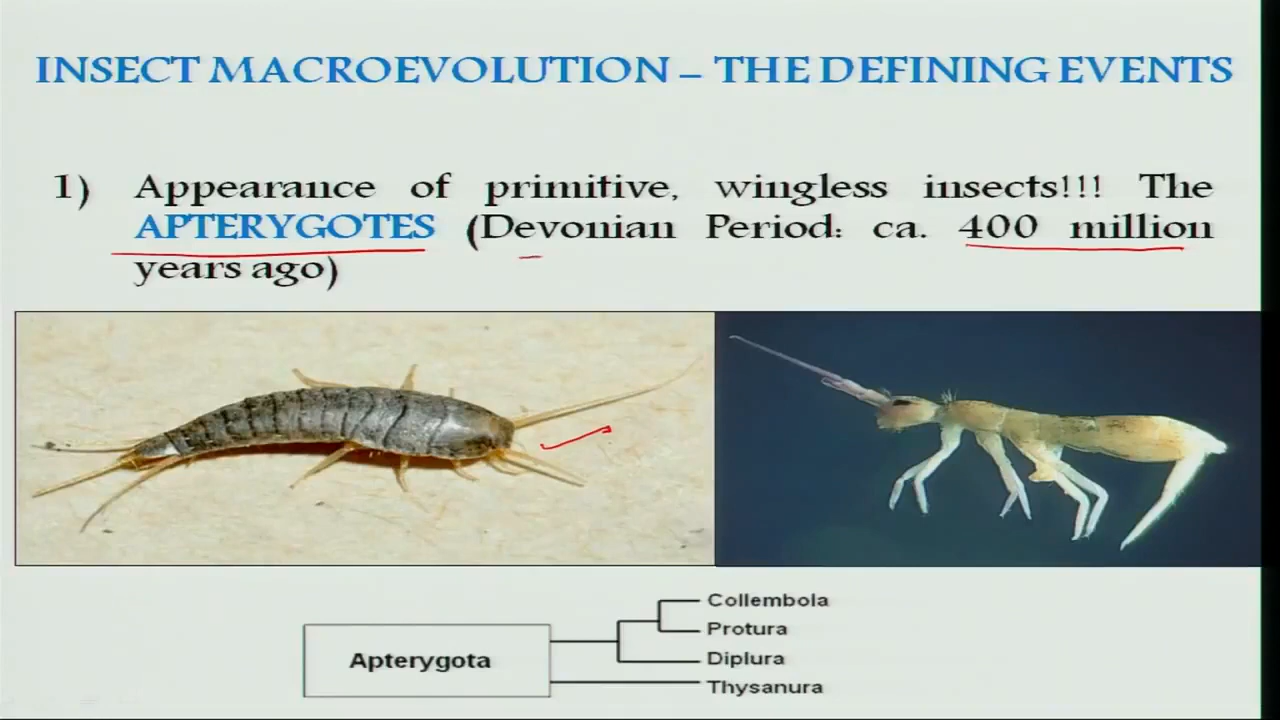 INSECT MACROEVOLUTION – THE DEFINING EVENTS
1) Appearance of primitive, wingless insects!!! The
APTERYGOTES (Devonian Period: ca. 400 million
years ago)
Apterygota
Collembola
Protura
Diplura
Thysanura